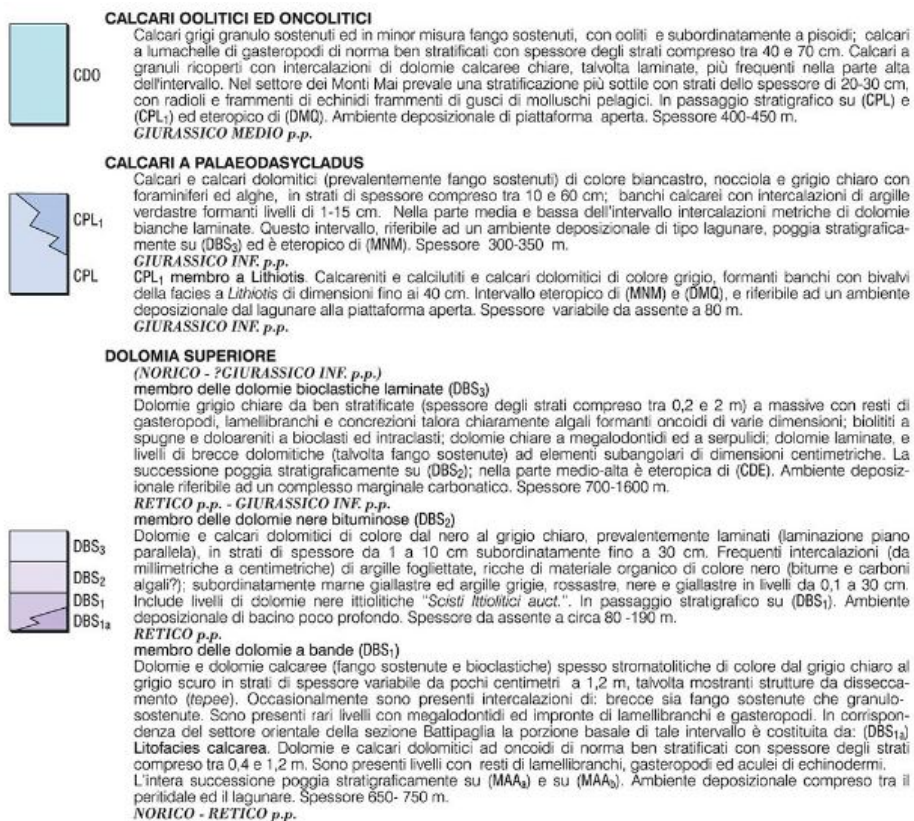 CALCARI OOLITICI ED ONCOLITICI
Calcari grigi granulo sostenuti ed in minor misura fango sostenuti, con ooliti e subordinatamente a pisoidi; calcari
a lumachelle di gasteropodi di norma ben stratificati con spessore degli strati compreso tra 40 e 70 cm. Calcari a
granuli ricoperti con intercalazioni di dolomie calcaree chiare, talvolta laminate, più frequenti nella parte alta
dell'intervallo. Nel settore dei Monti Mai prevale una stratificazione più sottile con strati dello spessore di 20-30 cm,
con radioli e frammenti di echinidi frammenti di gusci di molluschi pelagici. In passaggio stratigrafico su (CPL) e
(CPL₁) ed eteropico di (DMQ). Ambiente deposizionale di piattaforma aperta. Spessore 400-450 m.
GIURASSICO MEDIO p.p.
CDO
CALCARI A PALAEODASYCLADUS
Calcari e calcari dolomitici (prevalentemente fango sostenuti) di colore biancastro, nocciola e grigio chiaro con
foraminiferi ed alghe, in strati di spessore compreso tra 10 e 60 cm; banchi calcarei con intercalazioni di argille
verdastre formanti livelli di 1-15 cm. Nella parte media e bassa dell'intervallo intercalazioni metriche di dolomie
bianche laminate. Questo intervallo, riferibile ad un ambiente deposizionale di tipo lagunare, poggia stratigrafica-
mente su (DBS₃) ed è eteropico di (MNM). Spessore 300-350 m.
GIURASSICO INF. p.p.
CPL₁ membro a Lithiotis. Calcareniti e calcilutiti e calcari dolomitici di colore grigio, formanti banchi con bivalvi
della facies a Lithiotis di dimensioni fino ai 40 cm. Intervallo eteropico di (MNM) e (DMQ), e riferibile ad un ambiente
deposizionale dal lagunare alla piattaforma aperta. Spessore variabile da assente a 80 m.
GIURASSICO INF. p.p.
CPL₁
CPL
DOLOMIA SUPERIORE
(NORICO - ?GIURASSICO INF. p.p.)
membro delle dolomie bioclastiche laminate (DBS₃)
Dolomie grigio chiare da ben stratificate (spessore degli strati compreso tra 0,2 e 2 m) a massive con resti di
gasteropodi, lamellibranchi e concrezioni talora chiaramente algali formanti oncoidi di varie dimensioni; biolititi a
spugne e doloareniti a bioclasti ed intraclasti; dolomie chiare a megalodontidi ed a serpulidi; dolomie laminate, e
livelli di brecce dolomitiche (talvolta fango sostenute) ad elementi subangolari di dimensioni centimetriche. La
successione poggia stratigraficamente su (DBS₂); nella parte medio-alta è eteropica di (CDE). Ambiente deposiz-
ionale riferibile ad un complesso marginale carbonatico. Spessore 700-1600 m.
RETICO p.p. - GIURASSICO INF. p.p.
membro delle dolomie nere bituminose (DBS₂)
Dolomie e calcari dolomitici di colore dal nero al grigio chiaro, prevalentemente laminati (laminazione piano
parallela), in strati di spessore da 1 a 10 cm subordinatamente fino a 30 cm. Frequenti intercalazioni (da
millimetriche a centimetriche) di argille fogliettate, ricche di materiale organico di colore nero (bitume e carboni
algali?); subordinatamente marne giallastre ed argille grigie, rossastre, nere e giallastre in livelli da 0,1 a 30 cm.
Include livelli di dolomie nere ittiolitiche "Scisti Ittiolitici auct.". In passaggio stratigrafico su (DBS₁). Ambiente
deposizionale di bacino poco profondo. Spessore da assente a circa 80 -190 m.
RETICO p.p.
membro delle dolomie a bande (DBS₁)
Dolomie e dolomie calcaree (fango sostenute e bioclastiche) spesso stromatolitiche di colore dal grigio chiaro al
grigio scuro in strati di spessore variabile da pochi centimetri a 1,2 m, talvolta mostranti strutture da dissecca-
mento (tepee). Occasionalmente sono presenti intercalazioni di: brecce sia fango sostenute che granulo-
sostenute. Sono presenti rari livelli con megalodontidi ed impronte di lamellibranchi e gasteropodi. In corrispon-
denza del settore orientale della sezione Battipaglia la porzione basale di tale intervallo è costituita da: (DBS₁ₐ)
Litofacies calcarea. Dolomie e calcari dolomitici ad oncoidi di norma ben stratificati con spessore degli strati
compreso tra 0,4 e 1,2 m. Sono presenti livelli con resti di lamellibranchi, gasteropodi ed aculei di echinodermi.
L'intera successione poggia stratigraficamente su (MAAₐ) e su (MAA_b). Ambiente deposizionale compreso tra il
peritidale ed il lagunare. Spessore 650- 750 m.
NORICO - RETICO p.p.
DBS₃
DBS₂
DBS₁
DBS₁ₐ